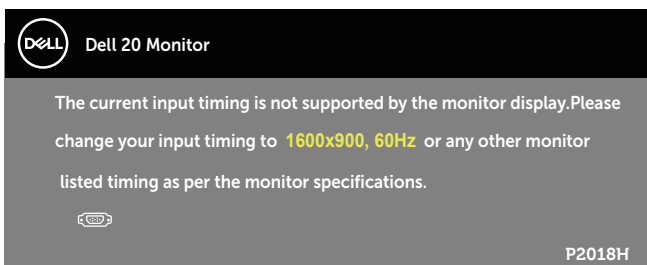 DELL
Dell 20 Monitor
The current input timing is not supported by the monitor display.Please
change your input timing to 1600x900, 60Hz or any other monitor
listed timing as per the monitor specifications.
P2018H